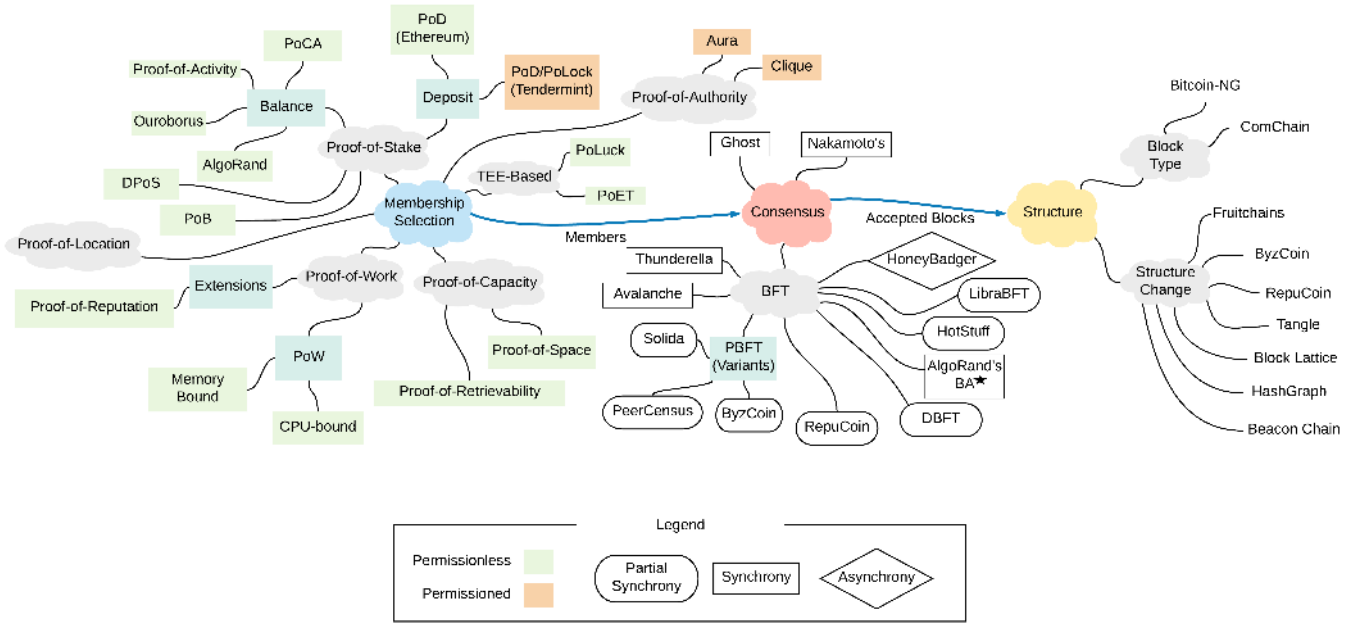 PoD
(Ethereum)
PoCA
Aura
Proof-of-Activity
PoD/PoLock
(Tendermint)
Clique
Bitcoin-NG
Balance
Deposit
Proof-of-Authority
Ouroborus
ComChain
Proof-of-Stake
Ghost
Nakamoto's
Block
Type
AlgoRand
PoLuck
DPoS
TEE-Based
PoET
Membership
Selection
PoB
Consensus
Accepted Blocks
Structure
Fruitchains
Proof-of-Location
Members
Thunderella
HoneyBadger
ByzCoin
Extensions
Proof-of-Work
Proof-of-Capacity
Avalanche
BFT
LibraBFT
Structure
Change
RepuCoin
Proof-of-Reputation
Solida
HotStuff
Tangle
PoW
Proof-of-Space
PBFT
(Variants)
Block Lattice
Memory
Bound
Proof-of-Retrievability
AlgoRand's
BA★
HashGraph
PeerCensus
ByzCoin
RepuCoin
DBFT
CPU-bound
Beacon Chain
Legend
Permissionless
Permissioned
Partial
Synchrony
Synchrony
Asynchrony